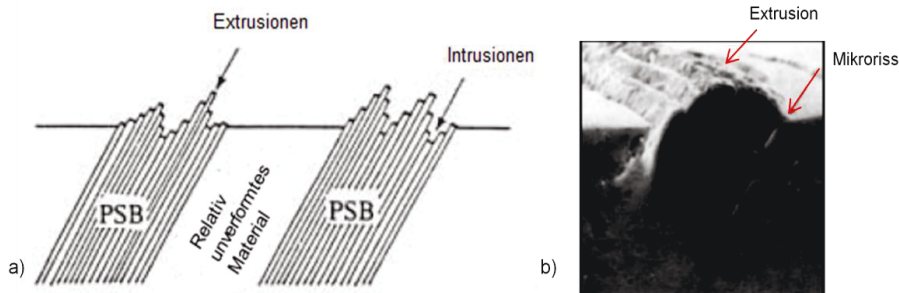 Extrusionen
Intrusionen
PSB
Relativ
unverformtes
Material
PSB
a)
Extrusion
Mikroriss
b)